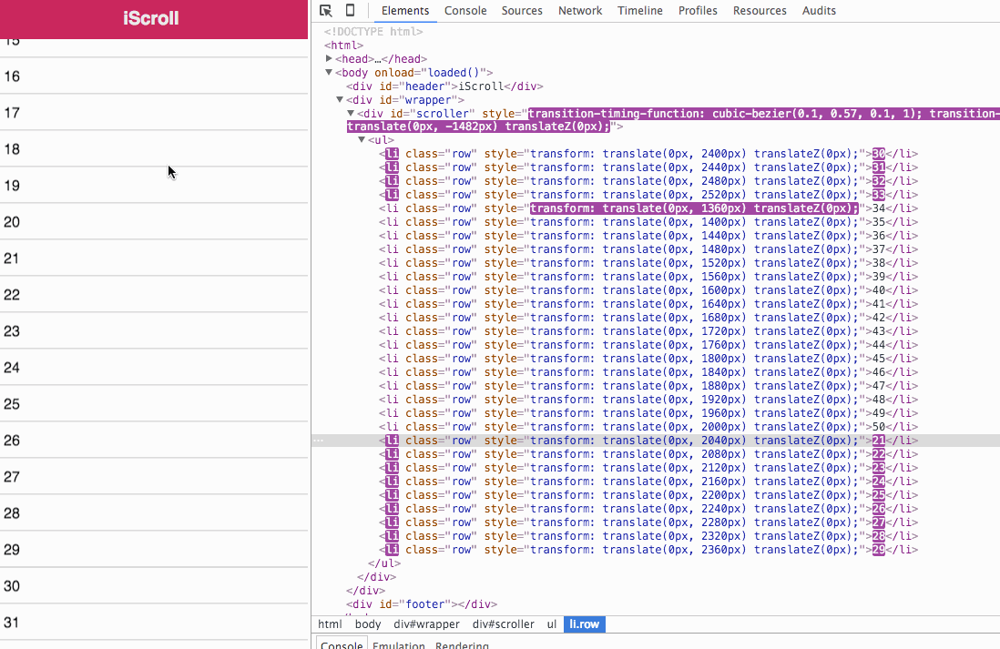 iScroll
15
16
17
18
19
20
21
22
23
24
25
26
27
28
29
30
31
Elements Console Sources Network Timeline Profiles Resources Audits
<!DOCTYPE html>
<html>
<head>…</head>
<body onload="loaded()">
<div id="header">iScroll</div>
<div id="wrapper">
<div id="scroller" style="transition-timing-function: cubic-bezier(0.1, 0.57, 0.1, 1); transition-
translate(0px, -1482px) translateZ(0px);">
<ul>
<li class="row" style="transform: translate(0px, 2400px) translateZ(0px);">30</li>
<li class="row" style="transform: translate(0px, 2440px) translateZ(0px);">31</li>
<li class="row" style="transform: translate(0px, 2480px) translateZ(0px);">32</li>
<li class="row" style="transform: translate(0px, 2520px) translateZ(0px);">33</li>
<li class="row" style="transform: translate(0px, 1360px) translateZ(0px);">34</li>
<li class="row" style="transform: translate(0px, 1400px) translateZ(0px);">35</li>
<li class="row" style="transform: translate(0px, 1440px) translateZ(0px);">36</li>
<li class="row" style="transform: translate(0px, 1480px) translateZ(0px);">37</li>
<li class="row" style="transform: translate(0px, 1520px) translateZ(0px);">38</li>
<li class="row" style="transform: translate(0px, 1560px) translateZ(0px);">39</li>
<li class="row" style="transform: translate(0px, 1600px) translateZ(0px);">40</li>
<li class="row" style="transform: translate(0px, 1640px) translateZ(0px);">41</li>
<li class="row" style="transform: translate(0px, 1680px) translateZ(0px);">42</li>
<li class="row" style="transform: translate(0px, 1720px) translateZ(0px);">43</li>
<li class="row" style="transform: translate(0px, 1760px) translateZ(0px);">44</li>
<li class="row" style="transform: translate(0px, 1800px) translateZ(0px);">45</li>
<li class="row" style="transform: translate(0px, 1840px) translateZ(0px);">46</li>
<li class="row" style="transform: translate(0px, 1880px) translateZ(0px);">47</li>
<li class="row" style="transform: translate(0px, 1920px) translateZ(0px);">48</li>
<li class="row" style="transform: translate(0px, 1960px) translateZ(0px);">49</li>
<li class="row" style="transform: translate(0px, 2000px) translateZ(0px);">50</li>
<li class="row" style="transform: translate(0px, 2040px) translateZ(0px);">21</li>
<li class="row" style="transform: translate(0px, 2080px) translateZ(0px);">22</li>
<li class="row" style="transform: translate(0px, 2120px) translateZ(0px);">23</li>
<li class="row" style="transform: translate(0px, 2160px) translateZ(0px);">24</li>
<li class="row" style="transform: translate(0px, 2200px) translateZ(0px);">25</li>
<li class="row" style="transform: translate(0px, 2240px) translateZ(0px);">26</li>
<li class="row" style="transform: translate(0px, 2280px) translateZ(0px);">27</li>
<li class="row" style="transform: translate(0px, 2320px) translateZ(0px);">28</li>
<li class="row" style="transform: translate(0px, 2360px) translateZ(0px);">29</li>
</ul>
</div>
</div>
<div id="footer"></div>
html body div#wrapper div#scroller ul li.row
Console Emulation Rendering